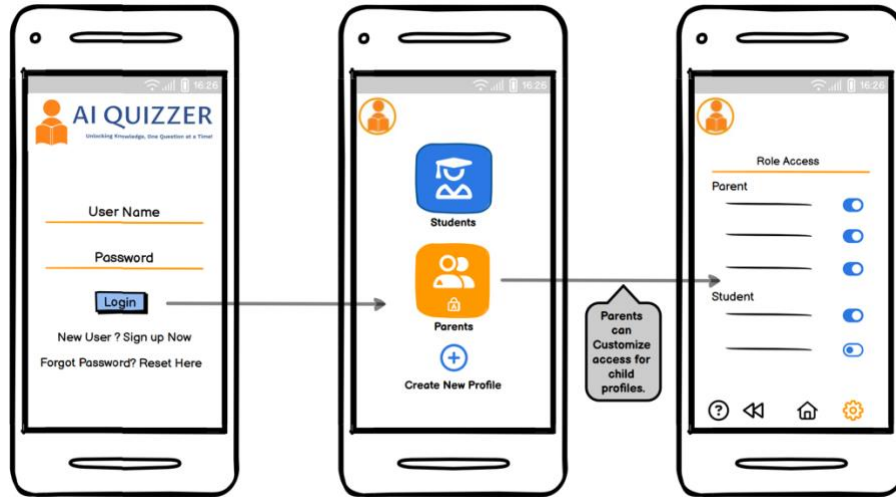 16:26
AI QUIZZER
Unlocking Knowledge, One Question at a Time!
User Name
Password
Login
New User ? Sign up Now
Forgot Password? Reset Here
16:26
Students
A
Parents
Create New Profile
Parents
can
Customize
access for
child
profiles.
16:26
Role Access
Parent
Student
?